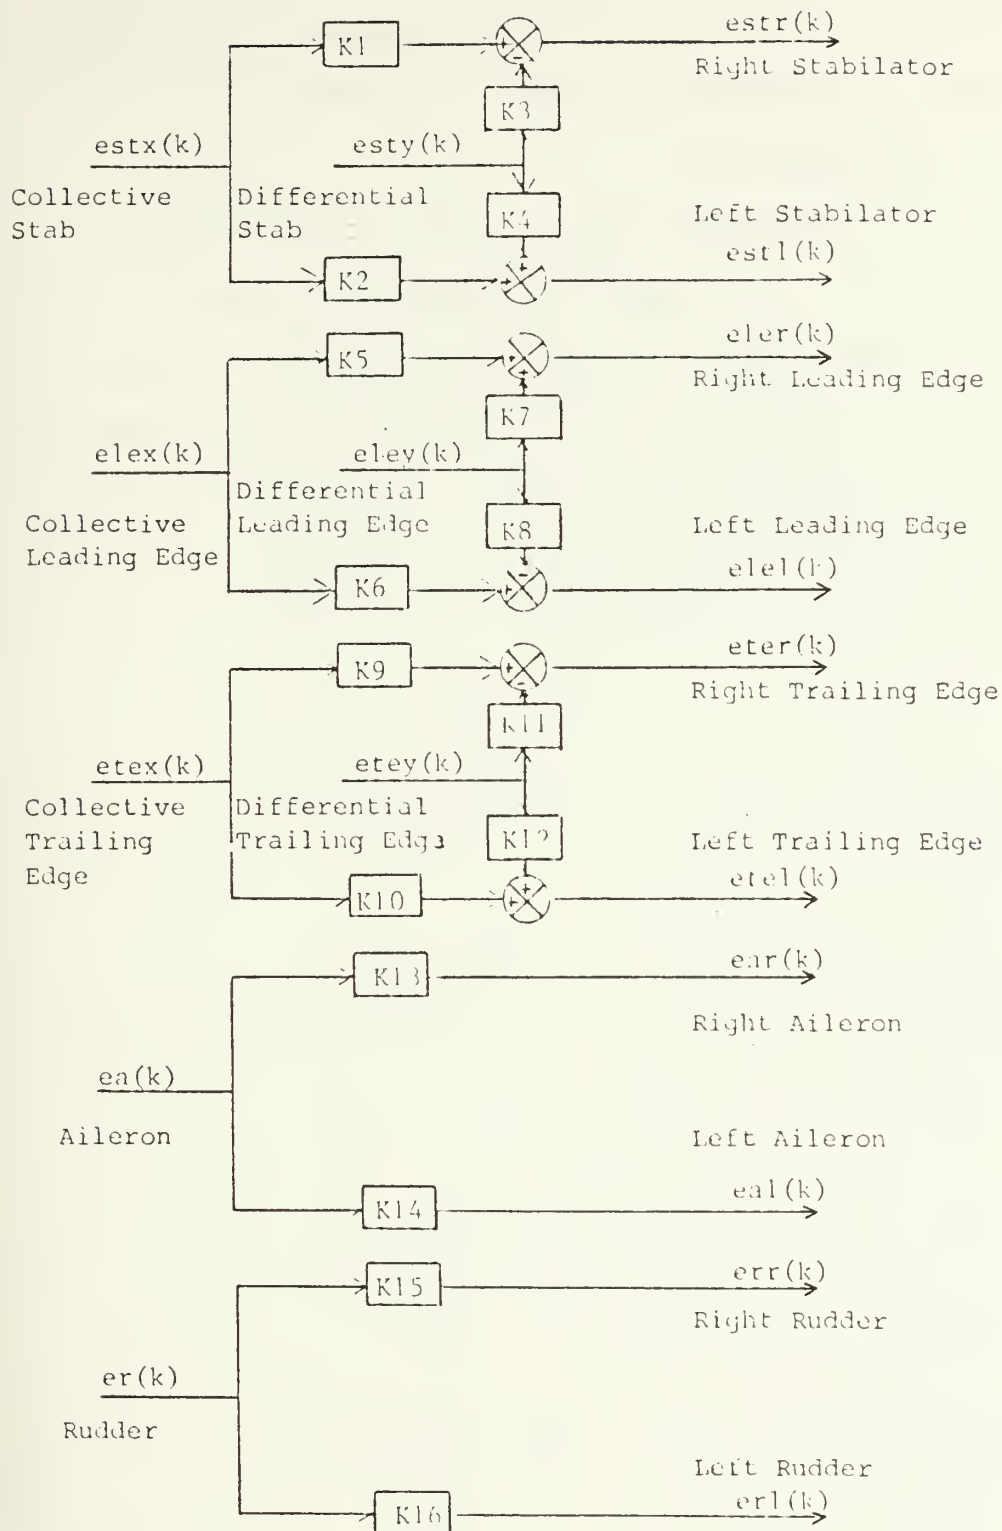 estr(k)
K1
+
-
Right Stabilator
K3
estx(k)
esty(k)
Collective
Stab
Differential
Stab
K4
Left Stabilator
+
estl(k)
K2
+
eler(k)
K5
+
+
Right Leading Edge
K7
elex(k)
eley(k)
Differential
Leading Edge
Collective
Leading Edge
K8
Left Leading Edge
-
elel(k)
K6
+
eter(k)
K9
+
-
Right Trailing Edge
K11
etex(k)
etey(k)
Collective
Trailing
Edge
Differential
Trailing Edge
K12
Left Trailing Edge
+
etel(k)
K10
+
ear(k)
K13
Right Aileron
ea(k)
Aileron
Left Aileron
eal(k)
K14
err(k)
K15
Right Rudder
er(k)
Rudder
Left Rudder
erl(k)
K16